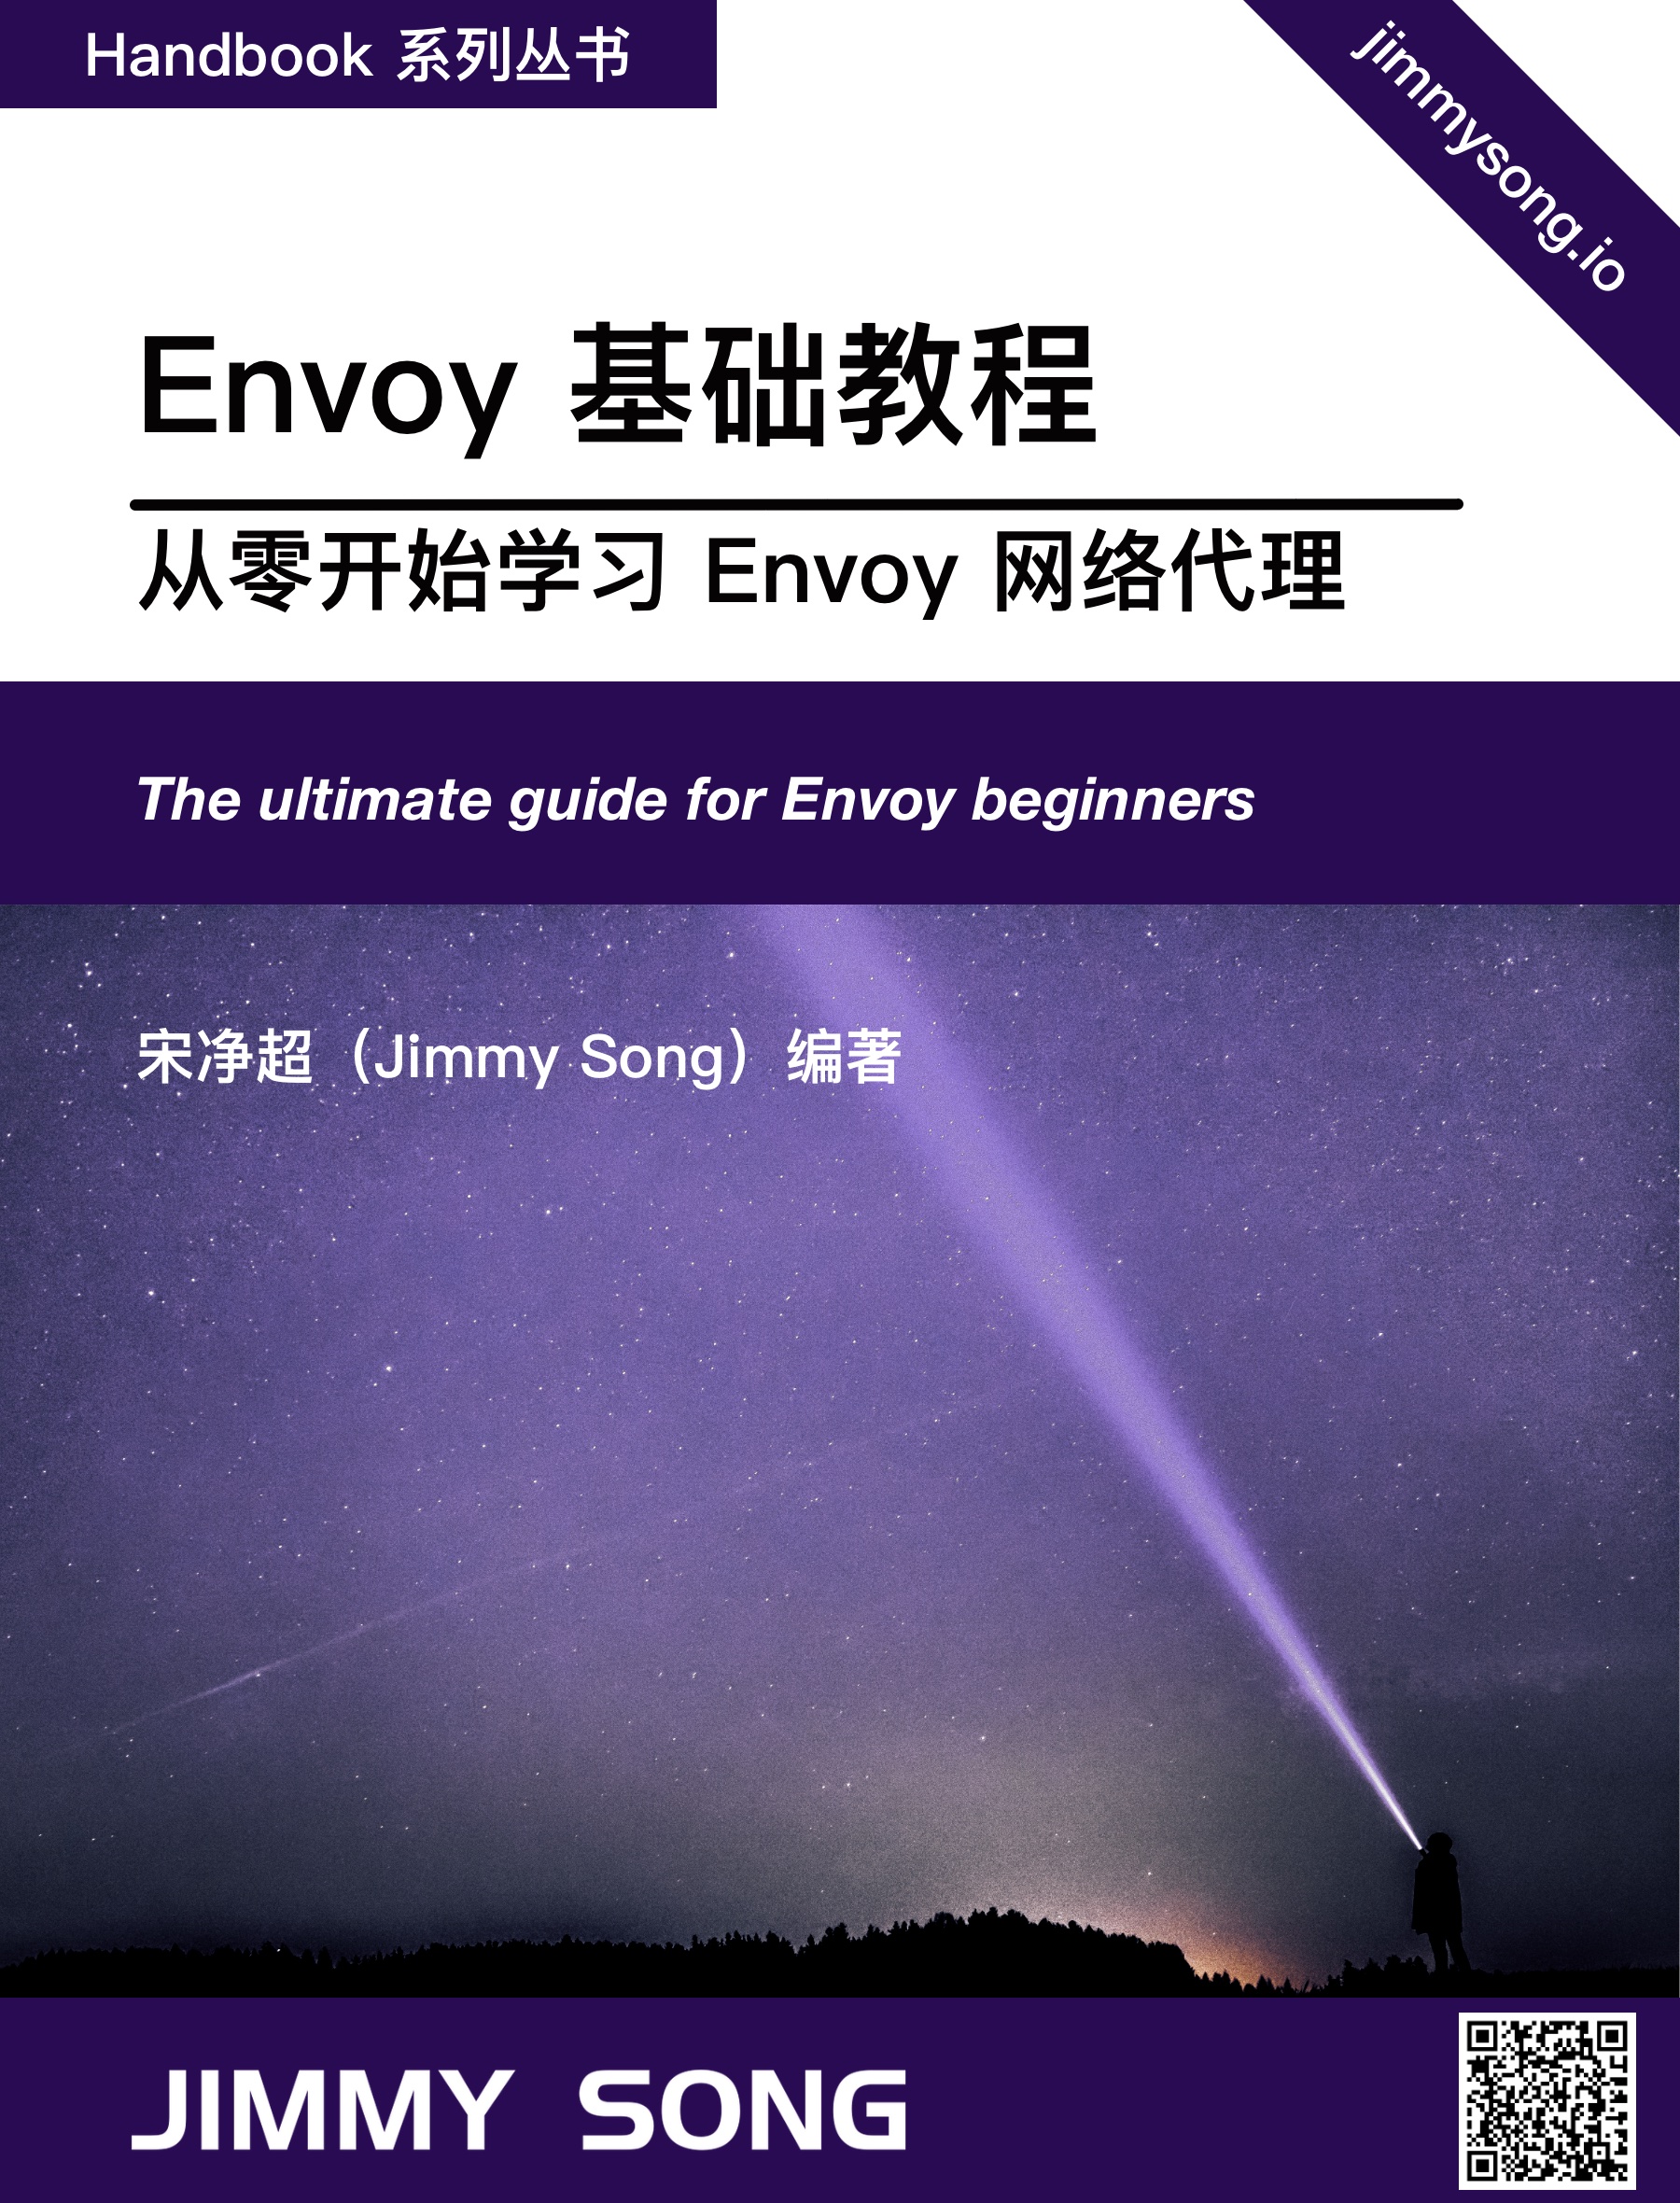 Handbook 系列丛书
jimmysong.io
Envoy 基础教程
从零开始学习 Envoy 网络代理
The ultimate guide for Envoy beginners
宋净超（Jimmy Song）编著
JIMMY SONG